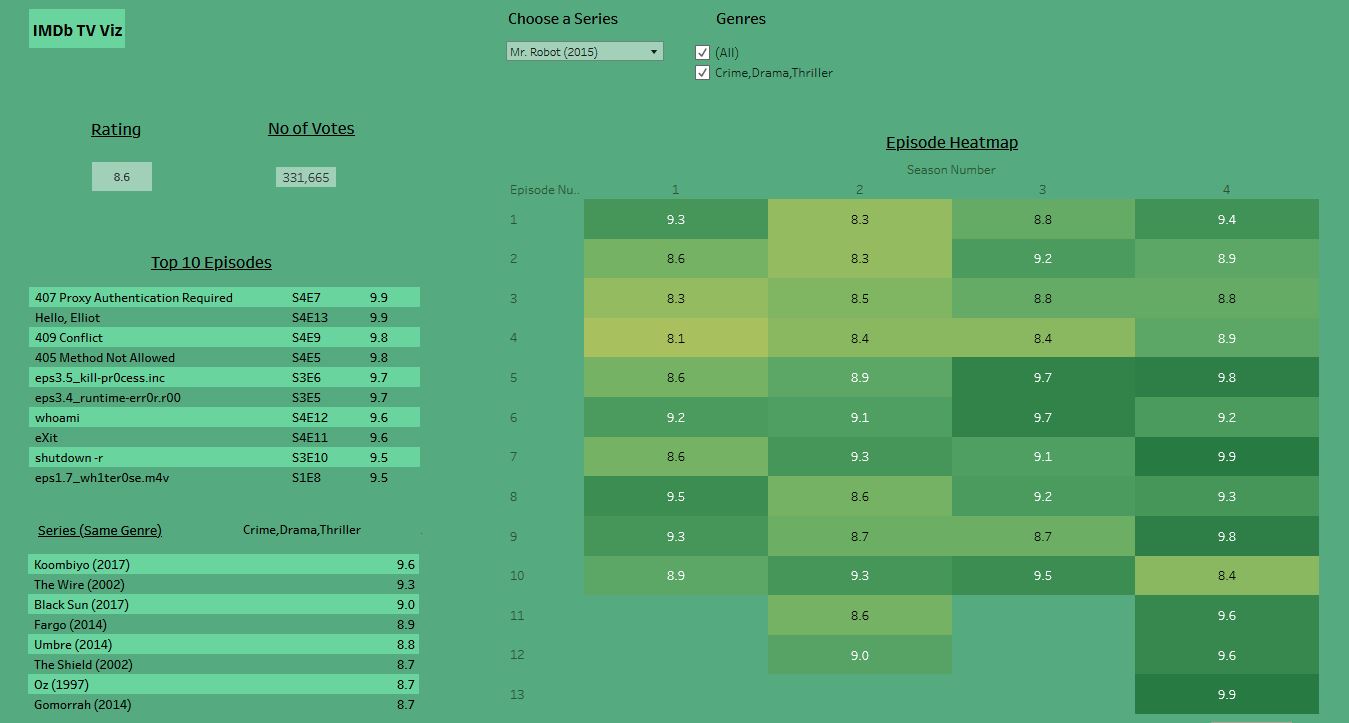 IMDb TV Viz
Choose a Series
Mr. Robot (2015)
Genres
(All)
Crime,Drama,Thriller
Rating
8.6
No of Votes
331,665
Top 10 Episodes
407 Proxy Authentication Required S4E7 9.9
Hello, Elliot S4E13 9.9
409 Conflict S4E9 9.8
405 Method Not Allowed S4E5 9.8
eps3.5_kill-pr0cess.inc S3E6 9.7
eps3.4_runtime-err0r.r00 S3E5 9.7
whoami S4E12 9.6
eXit S4E11 9.6
shutdown -r S3E10 9.5
eps1.7_wh1ter0se.m4v S1E8 9.5
Series (Same Genre) Crime,Drama,Thriller
Koombiyo (2017) 9.6
The Wire (2002) 9.3
Black Sun (2017) 9.0
Fargo (2014) 8.9
Umbre (2014) 8.8
The Shield (2002) 8.7
Oz (1997) 8.7
Gomorrah (2014) 8.7
Episode Heatmap
Season Number
Episode Nu.. 1 2 3 4
1 9.3 8.3 8.8 9.4
2 8.6 8.3 9.2 8.9
3 8.3 8.5 8.8 8.8
4 8.1 8.4 8.4 8.9
5 8.6 8.9 9.7 9.8
6 9.2 9.1 9.7 9.2
7 8.6 9.3 9.1 9.9
8 9.5 8.6 9.2 9.3
9 9.3 8.7 8.7 9.8
10 8.9 9.3 9.5 8.4
11 8.6 9.6
12 9.0 9.6
13 9.9